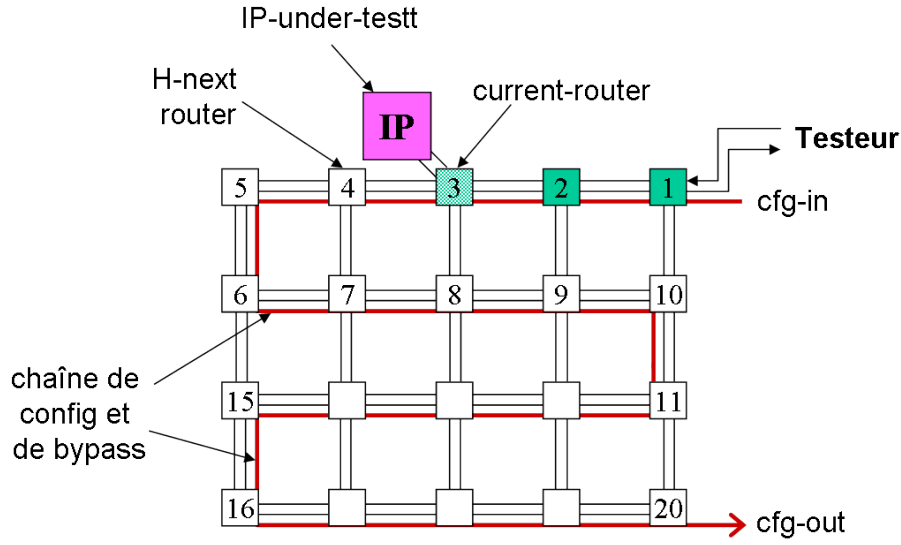 IP-under-testt
H-next
router
current-router
IP
Testeur
5
4
3
2
1
cfg-in
6
7
8
9
10
chaîne de
config et
de bypass
15
11
16
20
cfg-out